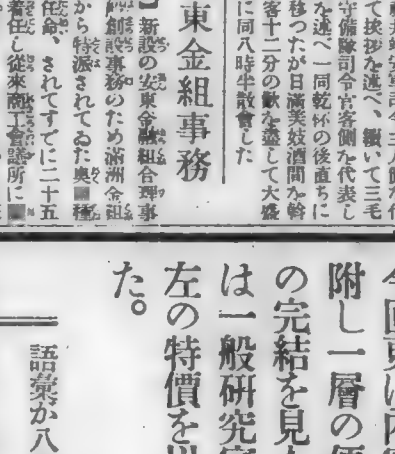 て挨拶を述べ、續いて三毛
守備隊司令官客側を代表し
を述べ一同乾杯の後直ちに
移つたが日滿美妓酒間を斡
客十二分の歡を盡して大盛
に同八時半散會した
東金組事務
】新設の安東金融組合理事
創設事務のため滿洲金組
から特派されてゐた奥
任命、されてすでに二十五
着任し從來商工會議所に
附し一層の
の完結を見
は一般研究
左の特價を以
た。
語彙か八